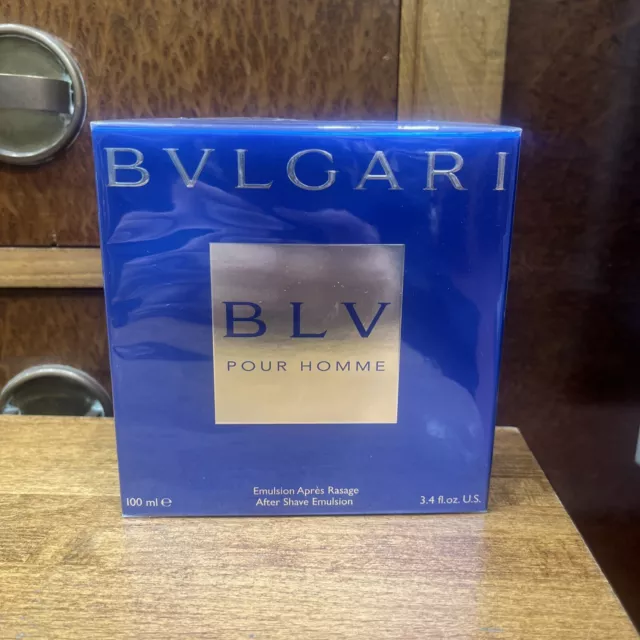 BVLGARI
BLV
POUR HOMME
Emulsion Après Rasage
100 ml ℮ After Shave Emulsion 3.4 fl.oz. U.S.